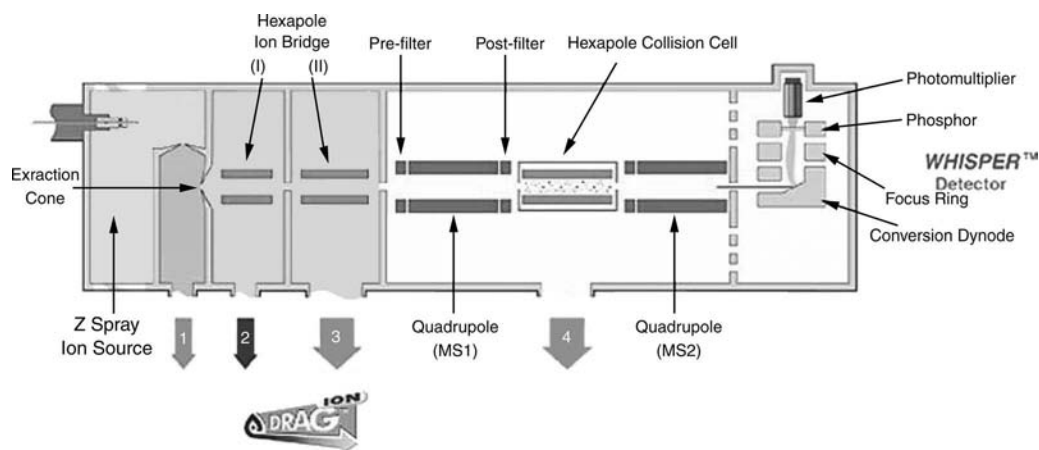 Hexapole
Ion Bridge
(I) (II)
Pre-filter
Post-filter
Hexapole Collision Cell
Photomultiplier
Phosphor
WHISPER™
Detector
Focus Ring
Conversion Dynode
Extraction
Cone
Z Spray
Ion Source
1
2
3
Quadrupole
(MS1)
4
Quadrupole
(MS2)
ION
DRAG